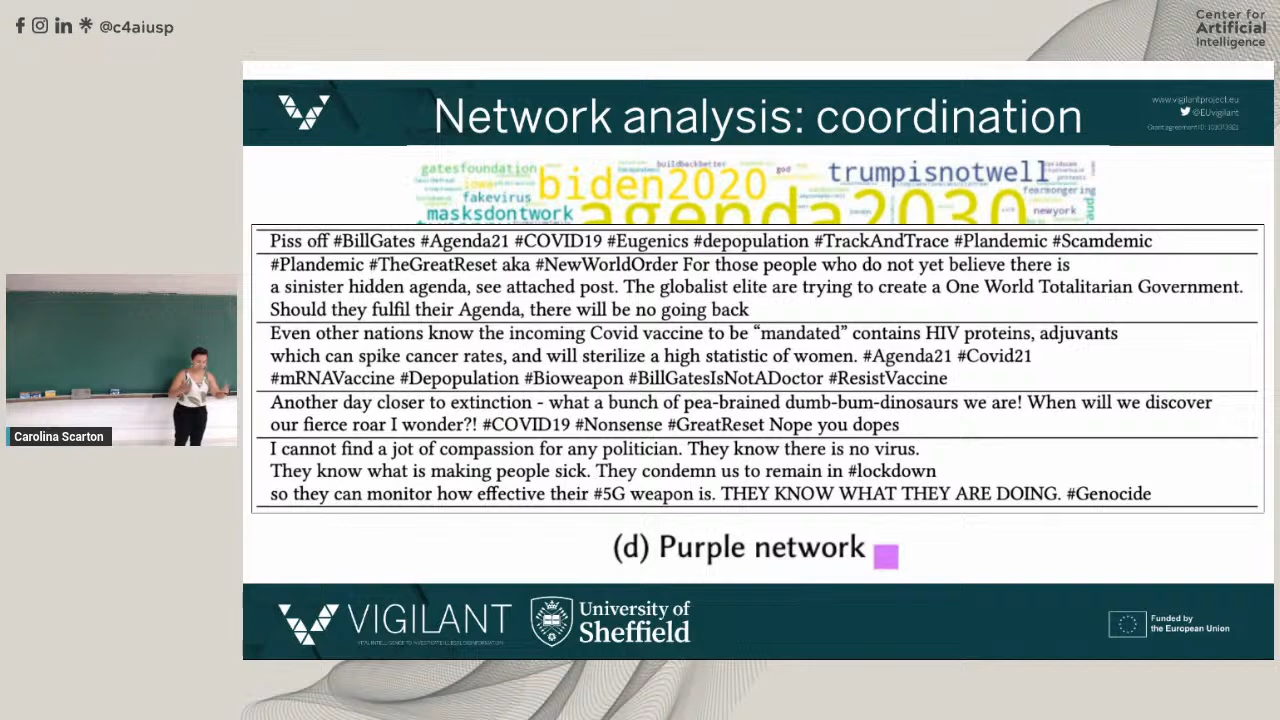 @c4aiusp
Center for
Artificial
Intelligence
Network analysis: coordination
www.vigilantproject.eu
@EUvigilant
gatesfoundation
buildbackbetter
god
trumpisnotwell
biden2020
fakevirus
fearmongering
masksdontwork
agenda2030
newyork
Piss off #BillGates #Agenda21 #COVID19 #Eugenics #depopulation #TrackAndTrace #Plandemic #Scamdemic
#Plandemic #TheGreatReset aka #NewWorldOrder For those people who do not yet believe there is
a sinister hidden agenda, see attached post. The globalist elite are trying to create a One World Totalitarian Government.
Should they fulfil their Agenda, there will be no going back
Even other nations know the incoming Covid vaccine to be “mandated” contains HIV proteins, adjuvants
which can spike cancer rates, and will sterilize a high statistic of women. #Agenda21 #Covid21
#mRNAVaccine #Depopulation #Bioweapon #BillGatesIsNotADoctor #ResistVaccine
Another day closer to extinction - what a bunch of pea-brained dumb-bum-dinosaurs we are! When will we discover
our fierce roar I wonder?! #COVID19 #Nonsense #GreatReset Nope you dopes
I cannot find a jot of compassion for any politician. They know there is no virus.
They know what is making people sick. They condemn us to remain in #lockdown
so they can monitor how effective their #5G weapon is. THEY KNOW WHAT THEY ARE DOING. #Genocide
(d) Purple network
Carolina Scarton
VIGILANT
University of
Sheffield
Funded by
the European Union